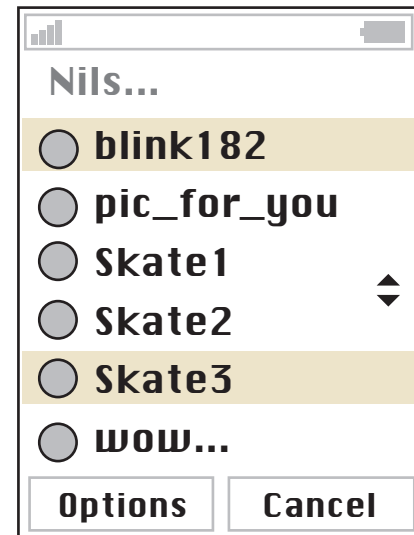 Nils...
blink182
pic_for_you
Skate1
Skate2
Skate3
wow...
Options Cancel